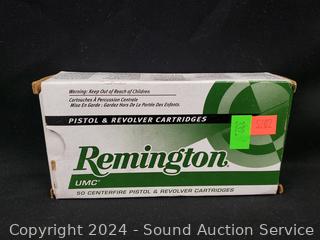 Warning: Keep Out of Reach of Children.
Cartouches À Percussion Centrale
Mise En Garde : Gardez Hors De La Portée Des Enfants.
PISTOL & REVOLVER CARTRIDGES
Remington
UMC
50 CENTERFIRE PISTOL & REVOLVER CARTRIDGES
Copyright © 2024 - Sound Auction Service